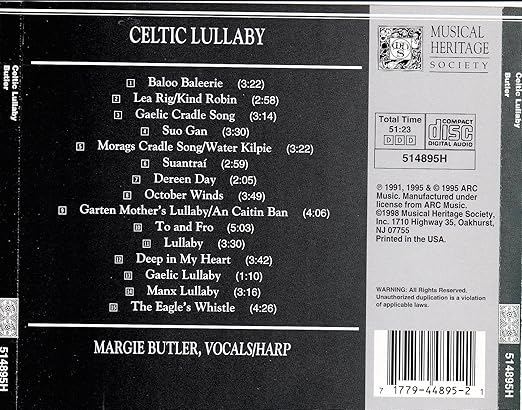 CELTIC LULLABY
1 Baloo Baleerie (3:22)
2 Lea Rig/Kind Robin (2:58)
3 Gaelic Cradle Song (3:14)
4 Suo Gan (3:30)
5 Morags Cradle Song/Water Kilpie (3:22)
6 Suantraí (2:59)
7 Dereen Day (2:05)
8 October Winds (3:49)
9 Garten Mother's Lullaby/An Caitin Ban (4:06)
10 To and Fro (5:03)
11 Lullaby (3:30)
12 Deep in My Heart (3:42)
13 Gaelic Lullaby (1:10)
14 Manx Lullaby (3:16)
15 The Eagle's Whistle (4:26)
MARGIE BUTLER, VOCALS/HARP
MUSICAL
HERITAGE
SOCIETY
Total Time
51:23
DDD
COMPACT
disc
DIGITAL AUDIO
514895H
℗ 1991, 1995 & © 1995 ARC
Music. Manufactured under
license from ARC Music.
©1998 Musical Heritage Society,
Inc. 1710 Highway 35, Oakhurst,
NJ 07755
Printed in the USA.
WARNING: All Rights Reserved.
Unauthorized duplication is a violation
of applicable laws.
7 1779-44895-2 1
Celtic Lullaby
Butler
514895H
Celtic Lullaby
Butler
514895H